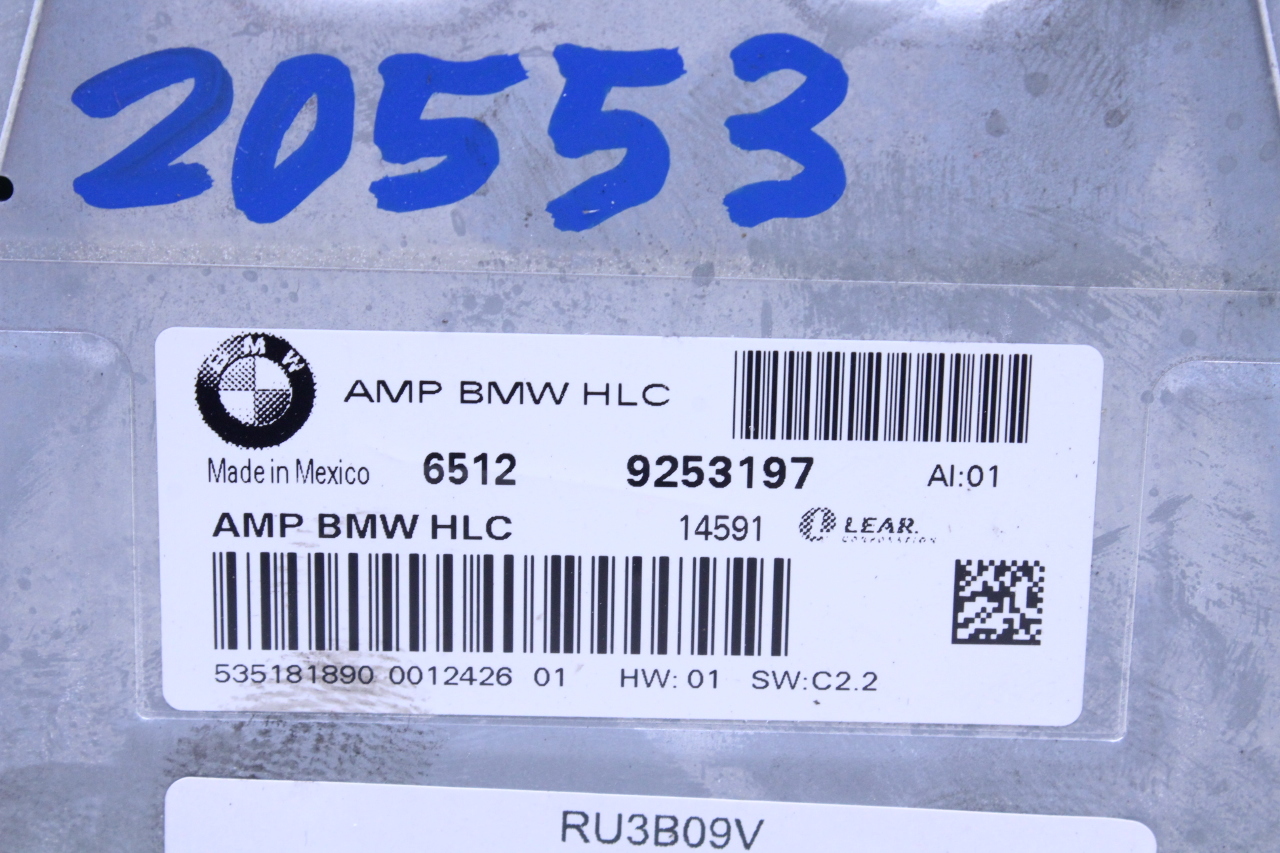 20553
BMW
AMP BMW HLC
Made in Mexico 6512 9253197 AI:01
AMP BMW HLC 14591 LEAR.
CORPORATION
535181890 0012426 01 HW: 01 SW:C2.2
RU3B09V